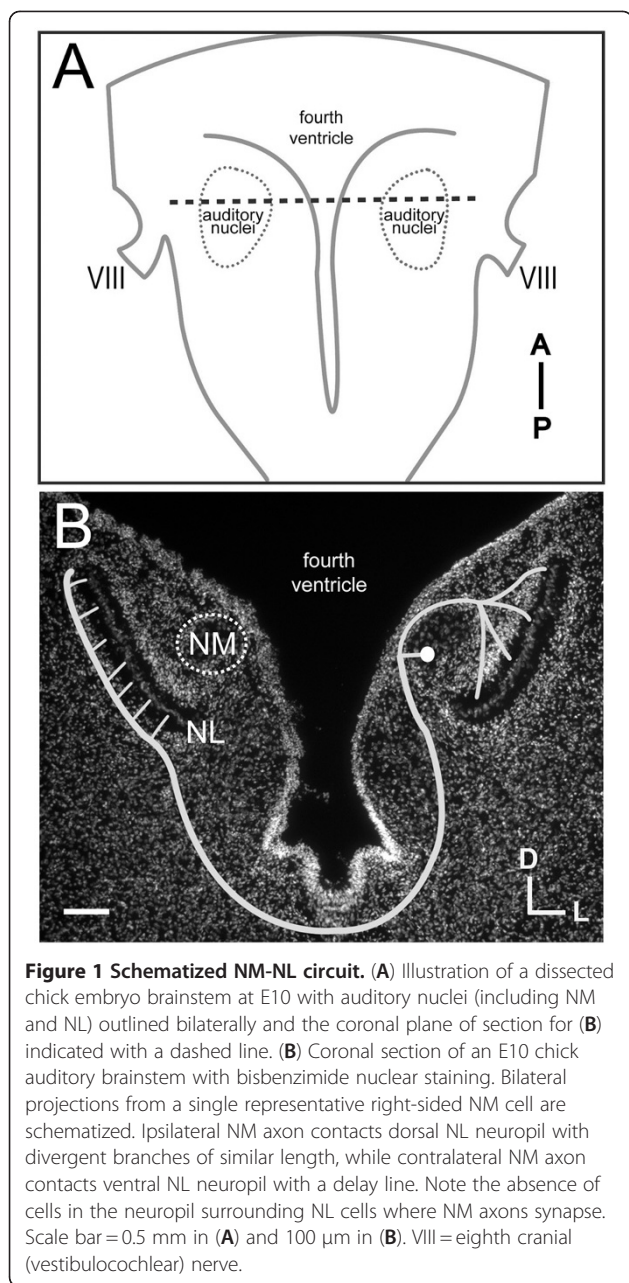 A
fourth
ventricle
auditory
nuclei
auditory
nuclei
VIII
VIII
A
P
B
fourth
ventricle
NM
NL
D
L
Figure 1 Schematized NM-NL circuit. (A) Illustration of a dissected
chick embryo brainstem at E10 with auditory nuclei (including NM
and NL) outlined bilaterally and the coronal plane of section for (B)
indicated with a dashed line. (B) Coronal section of an E10 chick
auditory brainstem with bisbenzimide nuclear staining. Bilateral
projections from a single representative right-sided NM cell are
schematized. Ipsilateral NM axon contacts dorsal NL neuropil with
divergent branches of similar length, while contralateral NM axon
contacts ventral NL neuropil with a delay line. Note the absence of
cells in the neuropil surrounding NL cells where NM axons synapse.
Scale bar = 0.5 mm in (A) and 100 μm in (B). VIII = eighth cranial
(vestibulocochlear) nerve.